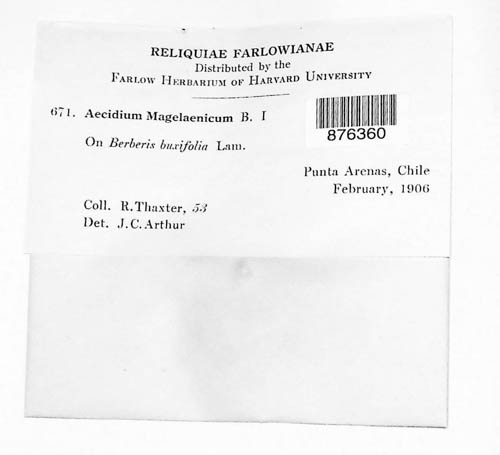 RELIQUIAE FARLOWIANAE
Distributed by the
FARLOW HERBARIUM OF HARVARD UNIVERSITY
671. Aecidium Magelaenicum B. I
876360
On Berberis buxifolia Lam.
Punta Arenas, Chile
February, 1906
Coll. R. Thaxter, 53
Det. J. C. Arthur